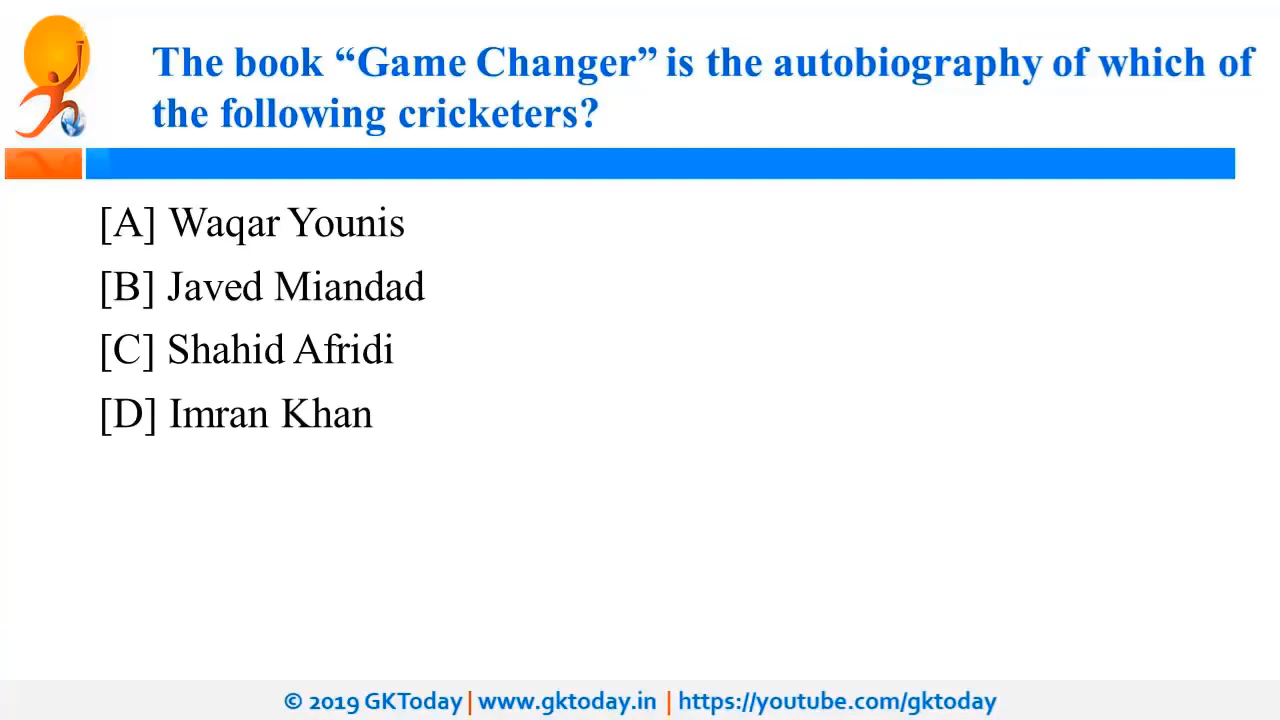 The book “Game Changer” is the autobiography of which of
the following cricketers?
[A] Waqar Younis
[B] Javed Miandad
[C] Shahid Afridi
[D] Imran Khan
© 2019 GKToday | www.gktoday.in | https://youtube.com/gktoday